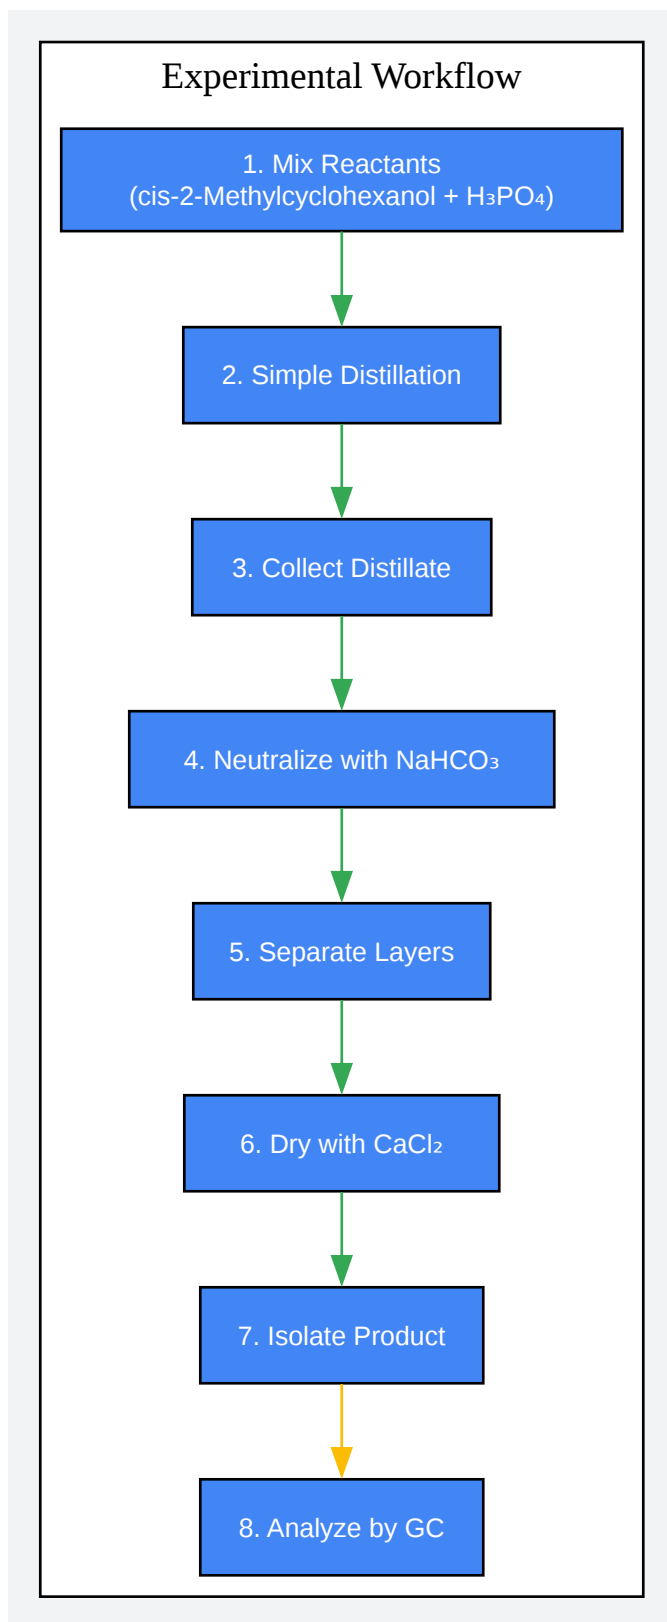 Experimental Workflow
1. Mix Reactants
(cis-2-Methylcyclohexanol + H₃PO₄)
2. Simple Distillation
3. Collect Distillate
4. Neutralize with NaHCO₃
5. Separate Layers
6. Dry with CaCl₂
7. Isolate Product
8. Analyze by GC